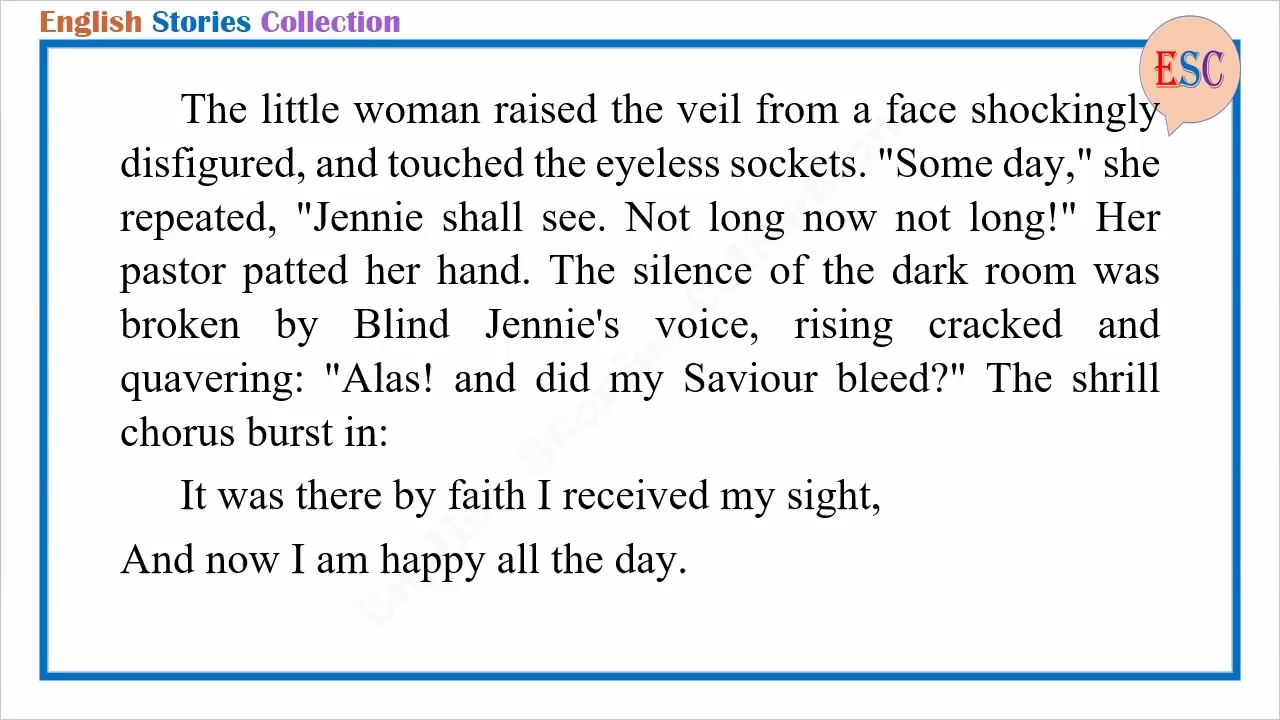 English Stories Collection
ESC
The little woman raised the veil from a face shockingly
disfigured, and touched the eyeless sockets. "Some day," she
repeated, "Jennie shall see. Not long now not long!" Her
pastor patted her hand. The silence of the dark room was
broken by Blind Jennie's voice, rising cracked and
quavering: "Alas! and did my Saviour bleed?" The shrill
chorus burst in:
It was there by faith I received my sight,
And now I am happy all the day.
English Stories Collection